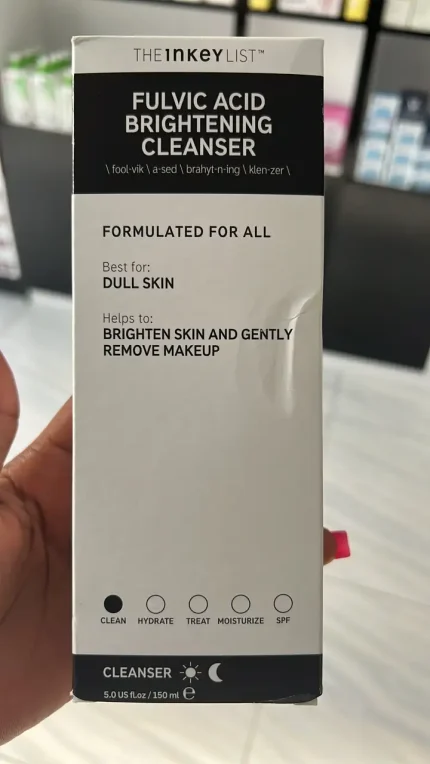 THE INKEY LIST™
FULVIC ACID
BRIGHTENING
CLEANSER
\ fool-vik \ a-sed \ brahyt-n-ing \ klen-zer \
FORMULATED FOR ALL
Best for:
DULL SKIN
Helps to:
BRIGHTEN SKIN AND GENTLY
REMOVE MAKEUP
CLEAN HYDRATE TREAT MOISTURIZE SPF
CLEANSER
5.0 US fl.oz / 150 ml ℮